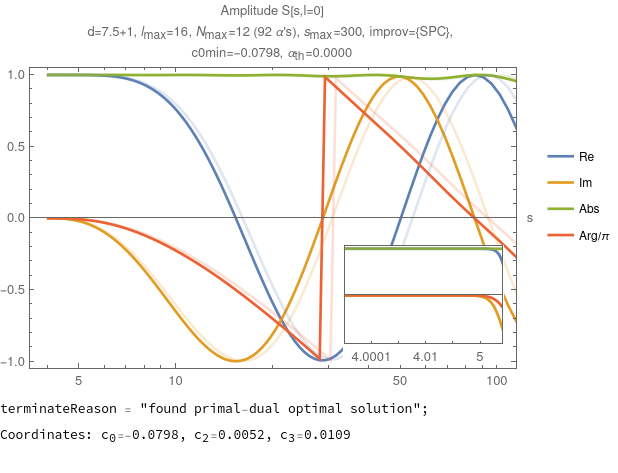 Amplitude S[s,l=0]
d=7.5+1, lmax=16, Nmax=12 (92 α's), smax=300, improv={SPC},
c0min=-0.0798, αth=0.0000
1.0
0.5
0.0
-0.5
-1.0
s
Re
Im
Abs
Arg/π
4.0001 4.01 5
5 10 50 100
terminateReason = "found primal-dual optimal solution";
Coordinates: c0=-0.0798, c2=0.0052, c3=0.0109